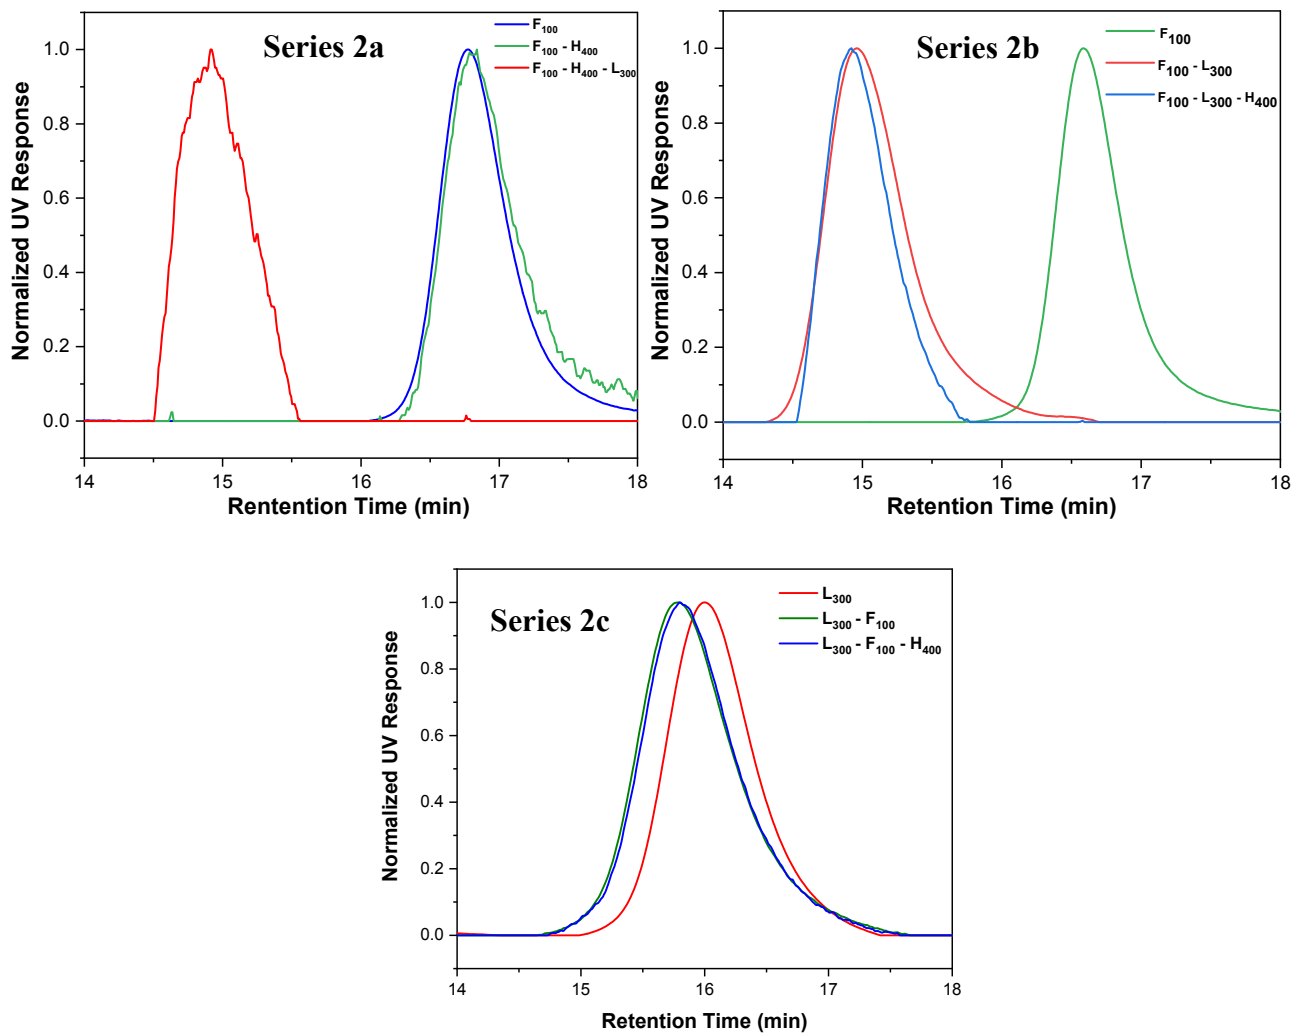 Series 2a
F₁₀₀
F₁₀₀ - H₄₀₀
F₁₀₀ - H₄₀₀ - L₃₀₀
Normalized UV Response
1.0
0.8
0.6
0.4
0.2
0.0
14 15 16 17 18
Rentention Time (min)
Series 2b
F₁₀₀
F₁₀₀ - L₃₀₀
F₁₀₀ - L₃₀₀ - H₄₀₀
Normalized UV Response
1.0
0.8
0.6
0.4
0.2
0.0
14 15 16 17 18
Retention Time (min)
Series 2c
L₃₀₀
L₃₀₀ - F₁₀₀
L₃₀₀ - F₁₀₀ - H₄₀₀
Normalized UV Response
1.0
0.8
0.6
0.4
0.2
0.0
14 15 16 17 18
Retention Time (min)